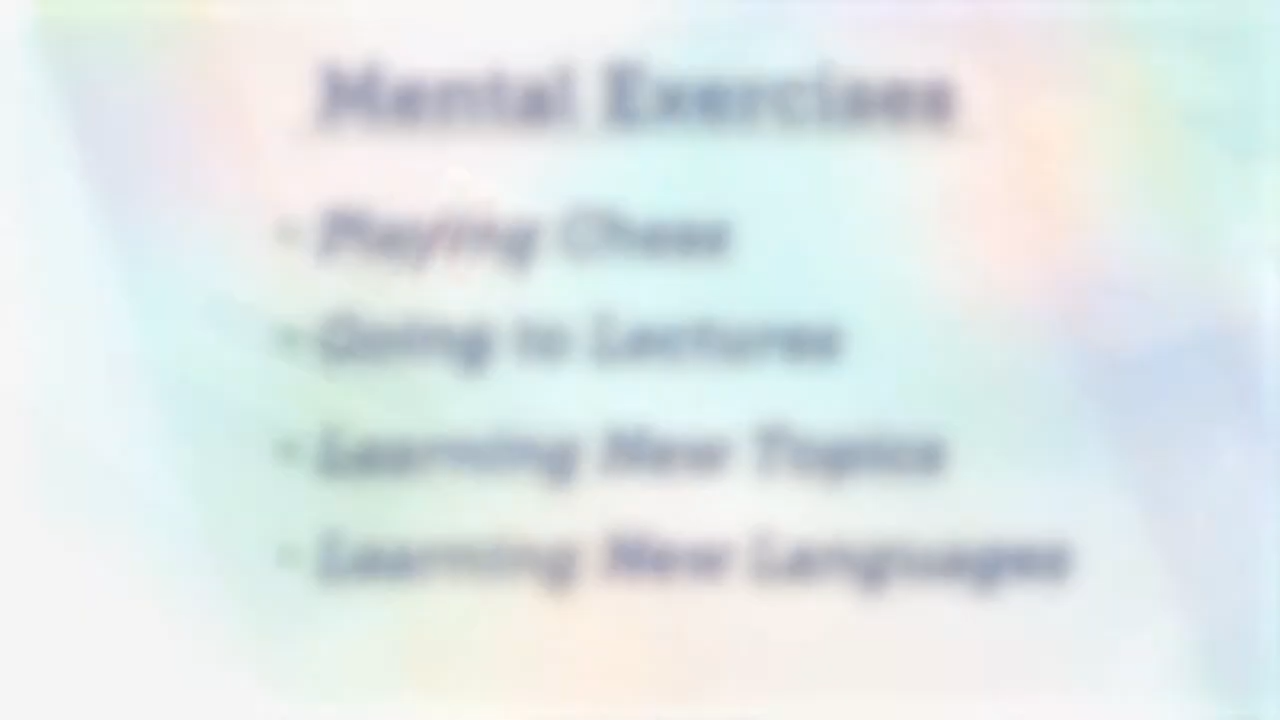 Mental Exercises
• Playing Chess
• Going to Lectures
• Learning New Topics
• Learning New Languages